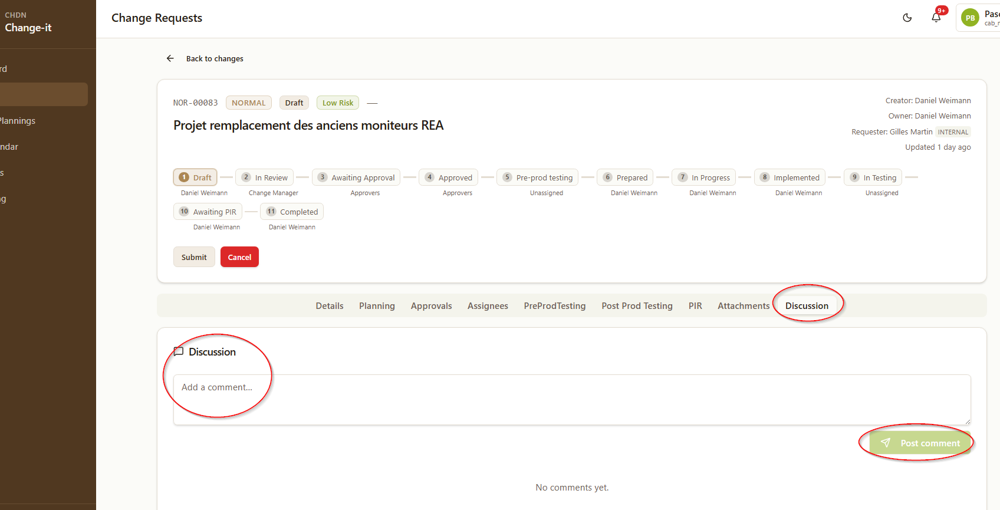 CHDN
Change-it
Change Requests
9+
PB
Back to changes
NOR-00083 NORMAL Draft Low Risk —
Projet remplacement des anciens moniteurs REA
Creator: Daniel Weimann
Owner: Daniel Weimann
Requester: Gilles Martin INTERNAL
Updated 1 day ago
1 Draft 2 In Review 3 Awaiting Approval 4 Approved 5 Pre-prod testing 6 Prepared 7 In Progress 8 Implemented 9 In Testing
Daniel Weimann Change Manager Approvers Approvers Unassigned Daniel Weimann Daniel Weimann Daniel Weimann Unassigned
10 Awaiting PIR 11 Completed
Daniel Weimann Daniel Weimann
Submit Cancel
Details Planning Approvals Assignees PreProdTesting Post Prod Testing PIR Attachments Discussion
Discussion
Add a comment...
Post comment
No comments yet.
Plannings